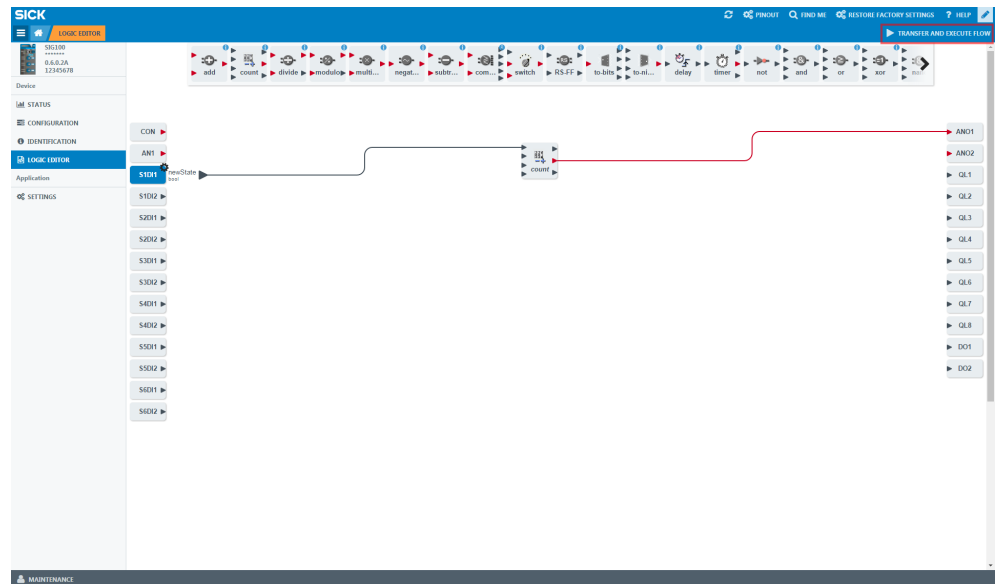 SICK
PINOUT FIND ME RESTORE FACTORY SETTINGS ? HELP
LOGIC EDITOR
TRANSFER AND EXECUTE FLOW
SIG100
*******
0.6.0.2A
12345678
Device
STATUS
CONFIGURATION
IDENTIFICATION
LOGIC EDITOR
Application
SETTINGS
add count divide modulo multi... negat... subtr... com... switch RS-FF to-bits to-ni... delay timer not and or xor
CON
AN1
S1DI1
newState
bool
S1DI2
S2DI1
S2DI2
S3DI1
S3DI2
S4DI1
S4DI2
S5DI1
S5DI2
S6DI1
S6DI2
count
ANO1
ANO2
QL1
QL2
QL3
QL4
QL5
QL6
QL7
QL8
DO1
DO2
MAINTENANCE